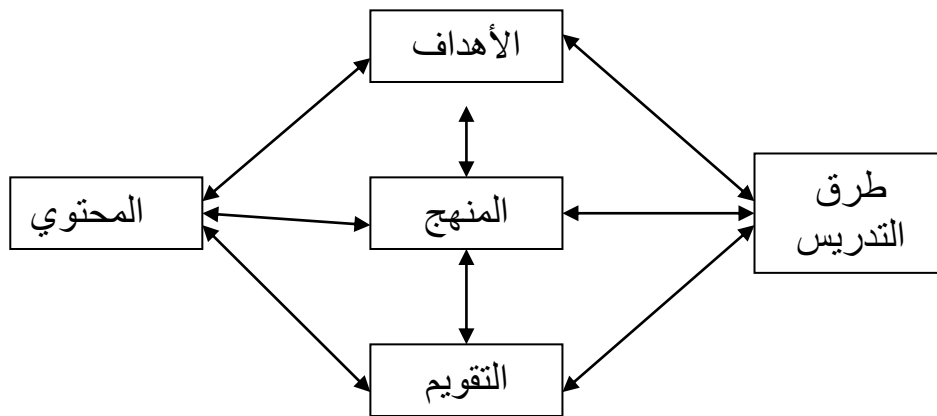 الأهداف
طرق
التدريس
المنهج
المحتوي
التقويم